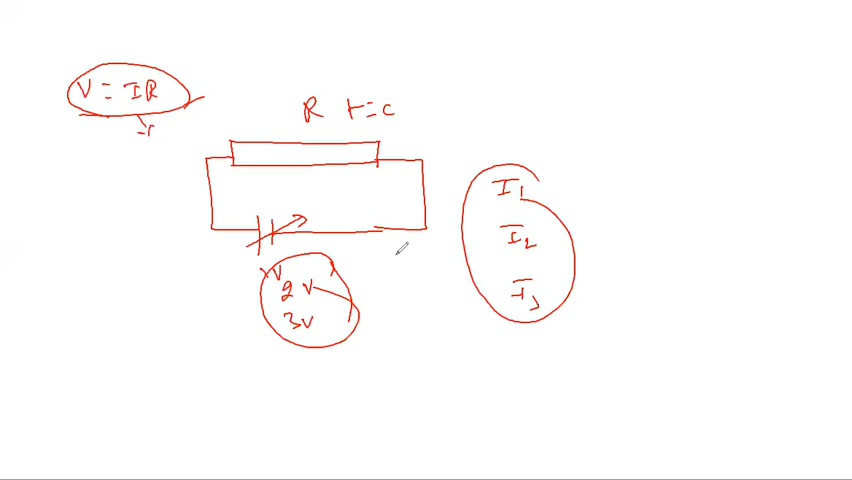 V = IR
R t=c
1V
2V
3V
I1
I2
I3